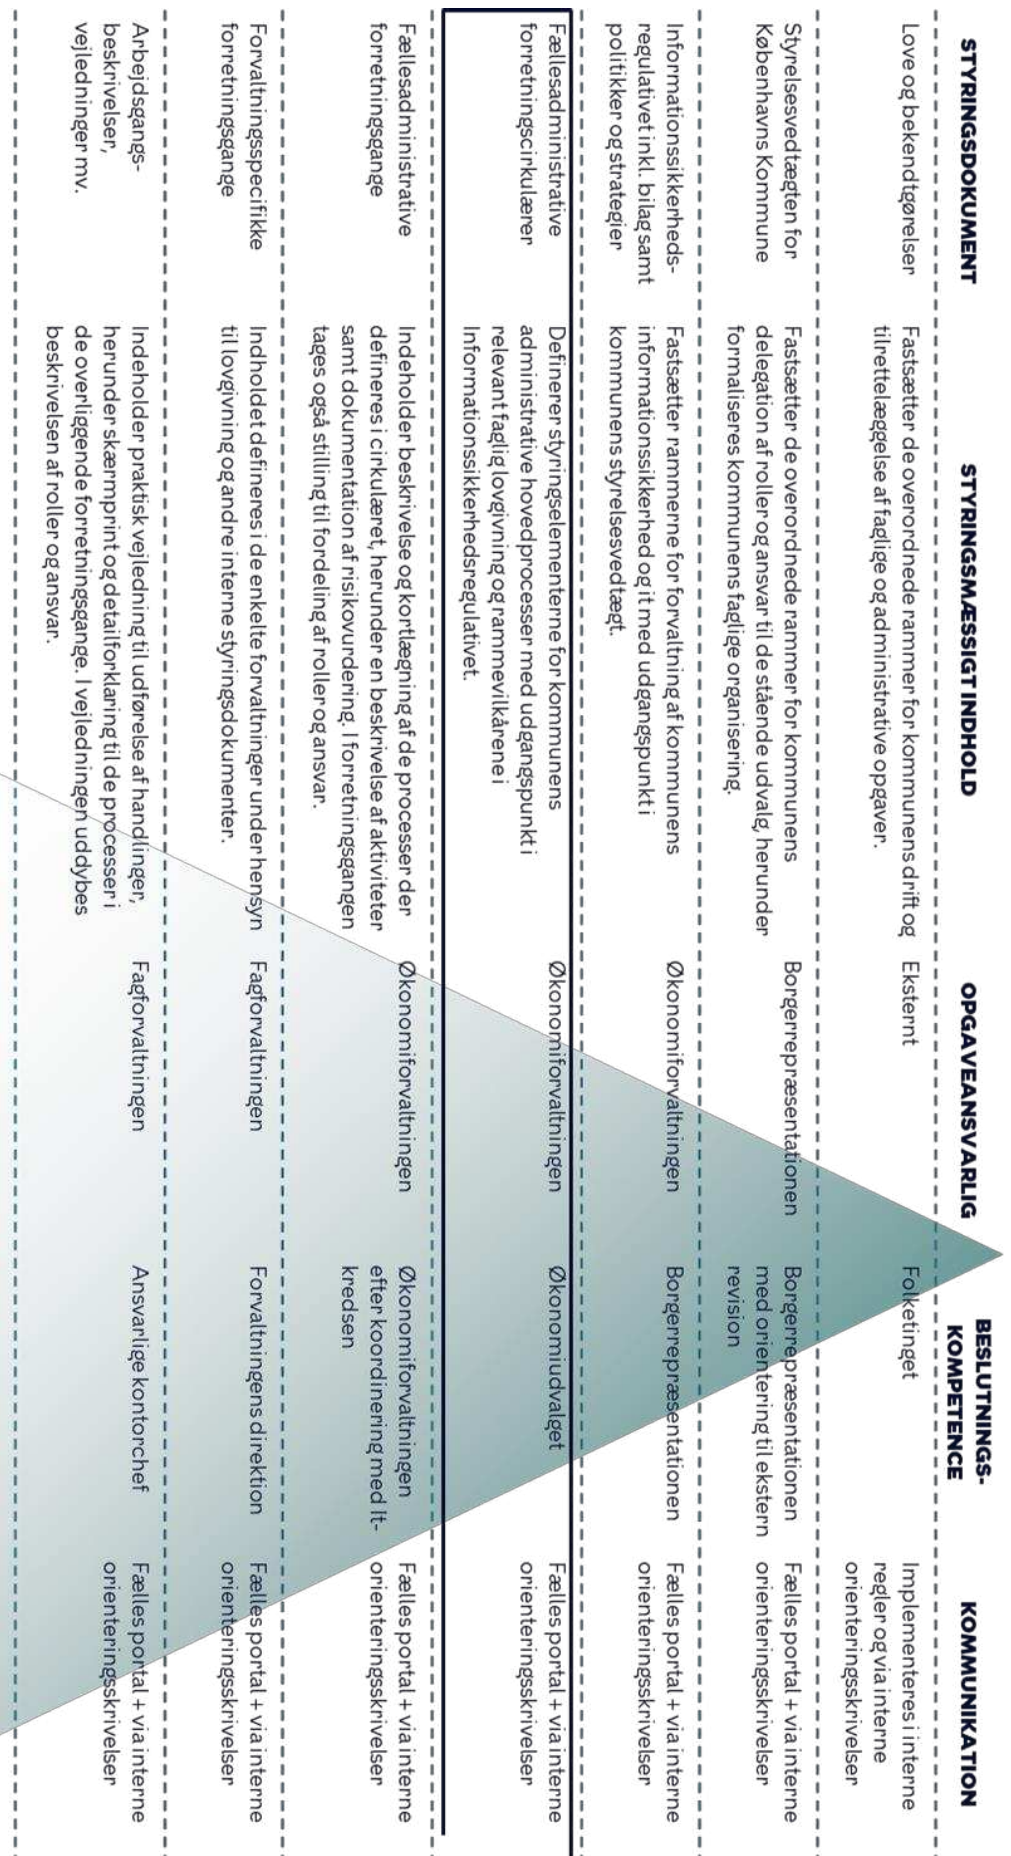 STYRINGSDOKUMENT
STYRINGSMÆSSIGT INDHOLD
OPGAVEANSVARLIG
BESLUTNINGS-
KOMPETENCE
KOMMUNIKATION
Love og bekendtgørelser
Fastsætter de overordnede rammer for kommunens drift og
tilrettelæggelse af faglige og administrative opgaver.
Eksternt
Folketinget
Implementeres i interne
regler og via interne
orienteringsskrivelser
Styrelsesvedtægten for
Københavns Kommune
Fastsætter de overordnede rammer for kommunens
delegation af roller og ansvar til de stående udvalg, herunder
formaliseres kommunens faglige organisering.
Borgerrepræsentationen
Borgerrepræsentationen
med orientering til ekstern
revision
Fælles portal + via interne
orienteringsskrivelser
Informationssikkerheds-
regulativet inkl. bilag samt
politikker og strategier
Fastsætter rammerne for forvaltning af kommunens
informationssikkerhed og it med udgangspunkt i
kommunens styrelsesvedtægt.
Økonomiforvaltningen
Borgerrepræsentationen
Fælles portal + via interne
orienteringsskrivelser
Fællesadministrative
forretningscirkulærer
Definerer styringselementerne for kommunens
administrative hovedprocesser med udgangspunkt i
relevant faglig lovgivning og rammevilkårene i
Informationssikkerhedsregulativet.
Økonomiforvaltningen
Økonomiudvalget
Fælles portal + via interne
orienteringsskrivelser
Fællesadministrative
forretningsgange
Indeholder beskrivelse og kortlægning af de processer der
defineres i cirkulæret, herunder en beskrivelse af aktiviteter
samt dokumentation af risikovurdering. I forretningsgangen
tages også stilling til fordeling af roller og ansvar.
Økonomiforvaltningen
Økonomiforvaltningen
efter koordinering med It-
kredsen
Fælles portal + via interne
orienteringsskrivelser
Forvaltningsspecifikke
forretningsgange
Indholdet defineres i de enkelte forvaltninger under hensyn
til lovgivning og andre interne styringsdokumenter.
Fagforvaltningen
Forvaltningens direktion
Fælles portal + via interne
orienteringsskrivelser
Arbejdsgangs-
beskrivelser,
vejledninger mv.
Indeholder praktisk vejledning til udførelse af handlinger,
herunder skærmprint og detailforklaring til de processer i
de overliggende forretningsgange. I vejledningen uddybes
beskrivelsen af roller og ansvar.
Fagforvaltningen
Ansvarlige kontorchef
Fælles portal + via interne
orienteringsskrivelser